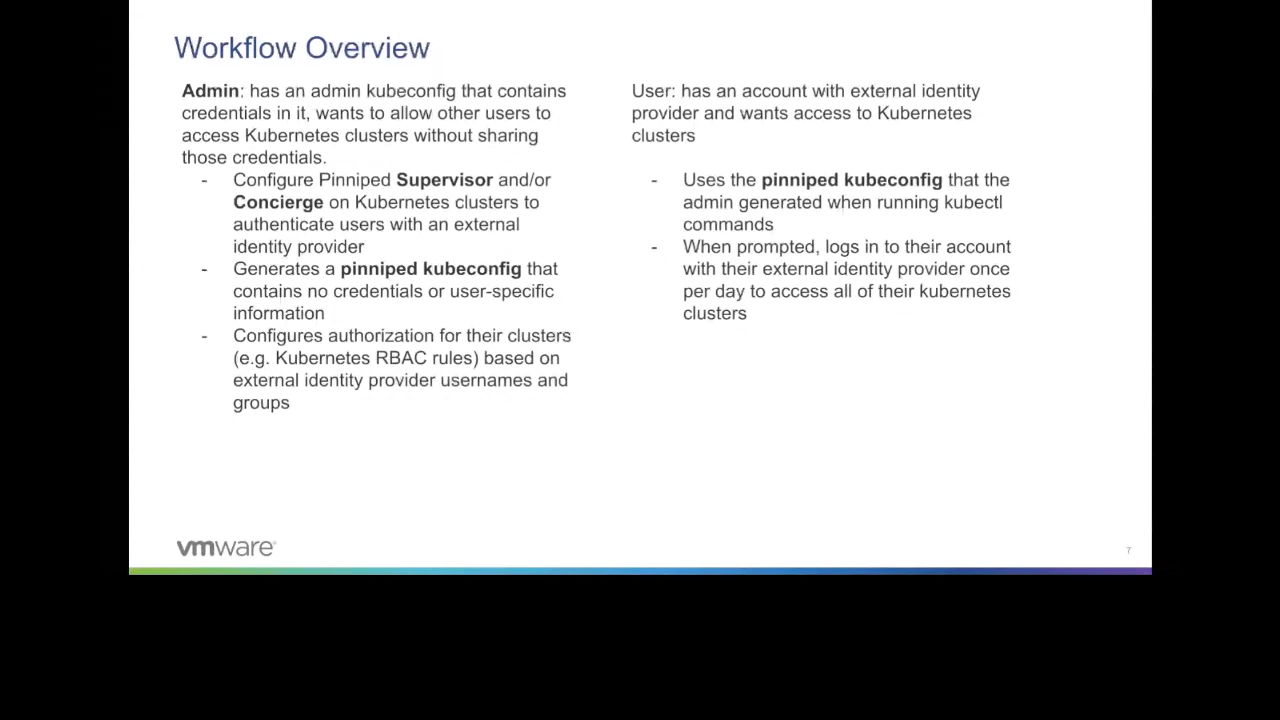 Workflow Overview
Admin: has an admin kubeconfig that contains
credentials in it, wants to allow other users to
access Kubernetes clusters without sharing
those credentials.
- Configure Pinniped Supervisor and/or
Concierge on Kubernetes clusters to
authenticate users with an external
identity provider
- Generates a pinniped kubeconfig that
contains no credentials or user-specific
information
- Configures authorization for their clusters
(e.g. Kubernetes RBAC rules) based on
external identity provider usernames and
groups
User: has an account with external identity
provider and wants access to Kubernetes
clusters
- Uses the pinniped kubeconfig that the
admin generated when running kubectl
commands
- When prompted, logs in to their account
with their external identity provider once
per day to access all of their kubernetes
clusters
vmware
7